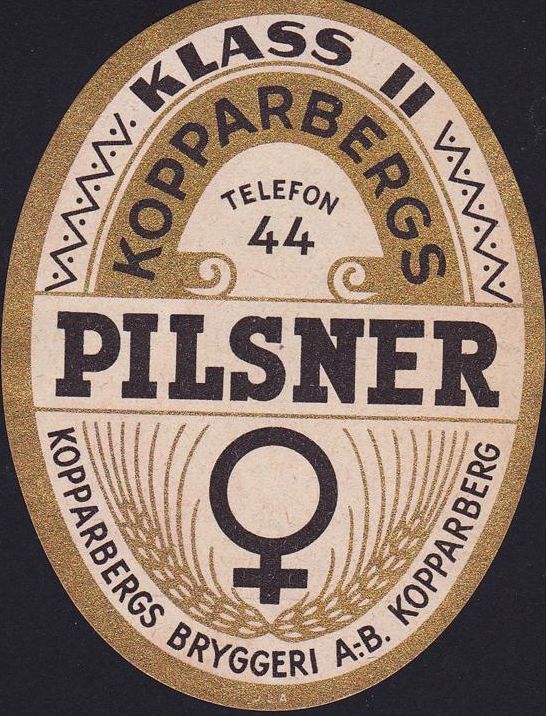 KLASS II
KOPPARBERGS
TELEFON
44
PILSNER
KOPPARBERGS BRYGGERI A.-B. KOPPARBERG
J L A